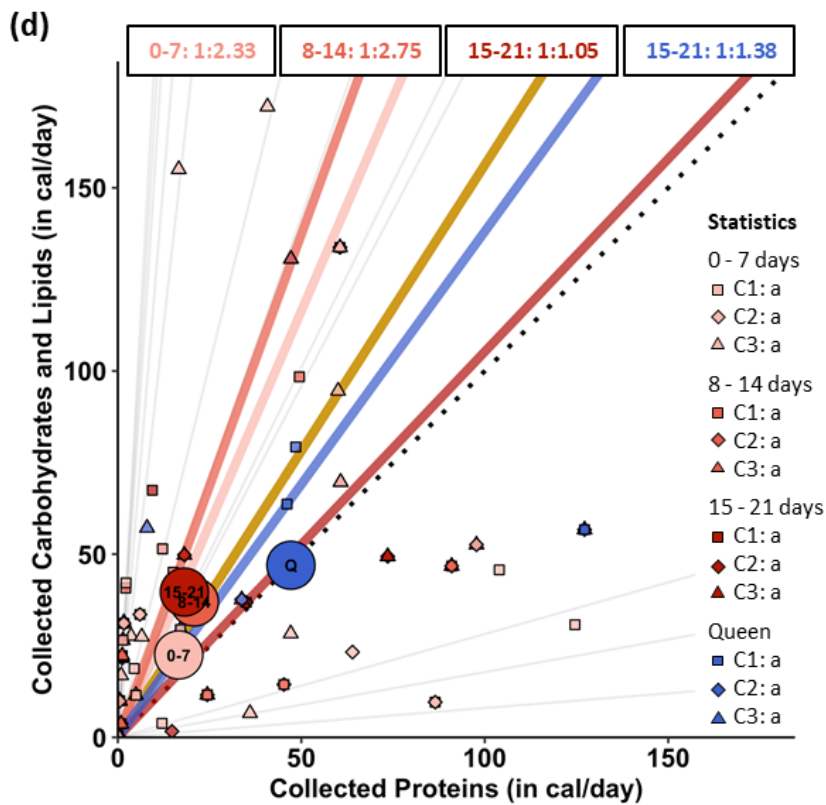 (d)
0-7: 1:2.33
8-14: 1:2.75
15-21: 1:1.05
15-21: 1:1.38
Collected Carbohydrates and Lipids (in cal/day)
150
100
50
0
Q
15-21
8-14
0-7
Statistics
0 - 7 days
C1: a
C2: a
C3: a
8 - 14 days
C1: a
C2: a
C3: a
15 - 21 days
C1: a
C2: a
C3: a
Queen
C1: a
C2: a
C3: a
0
50
100
150
Collected Proteins (in cal/day)